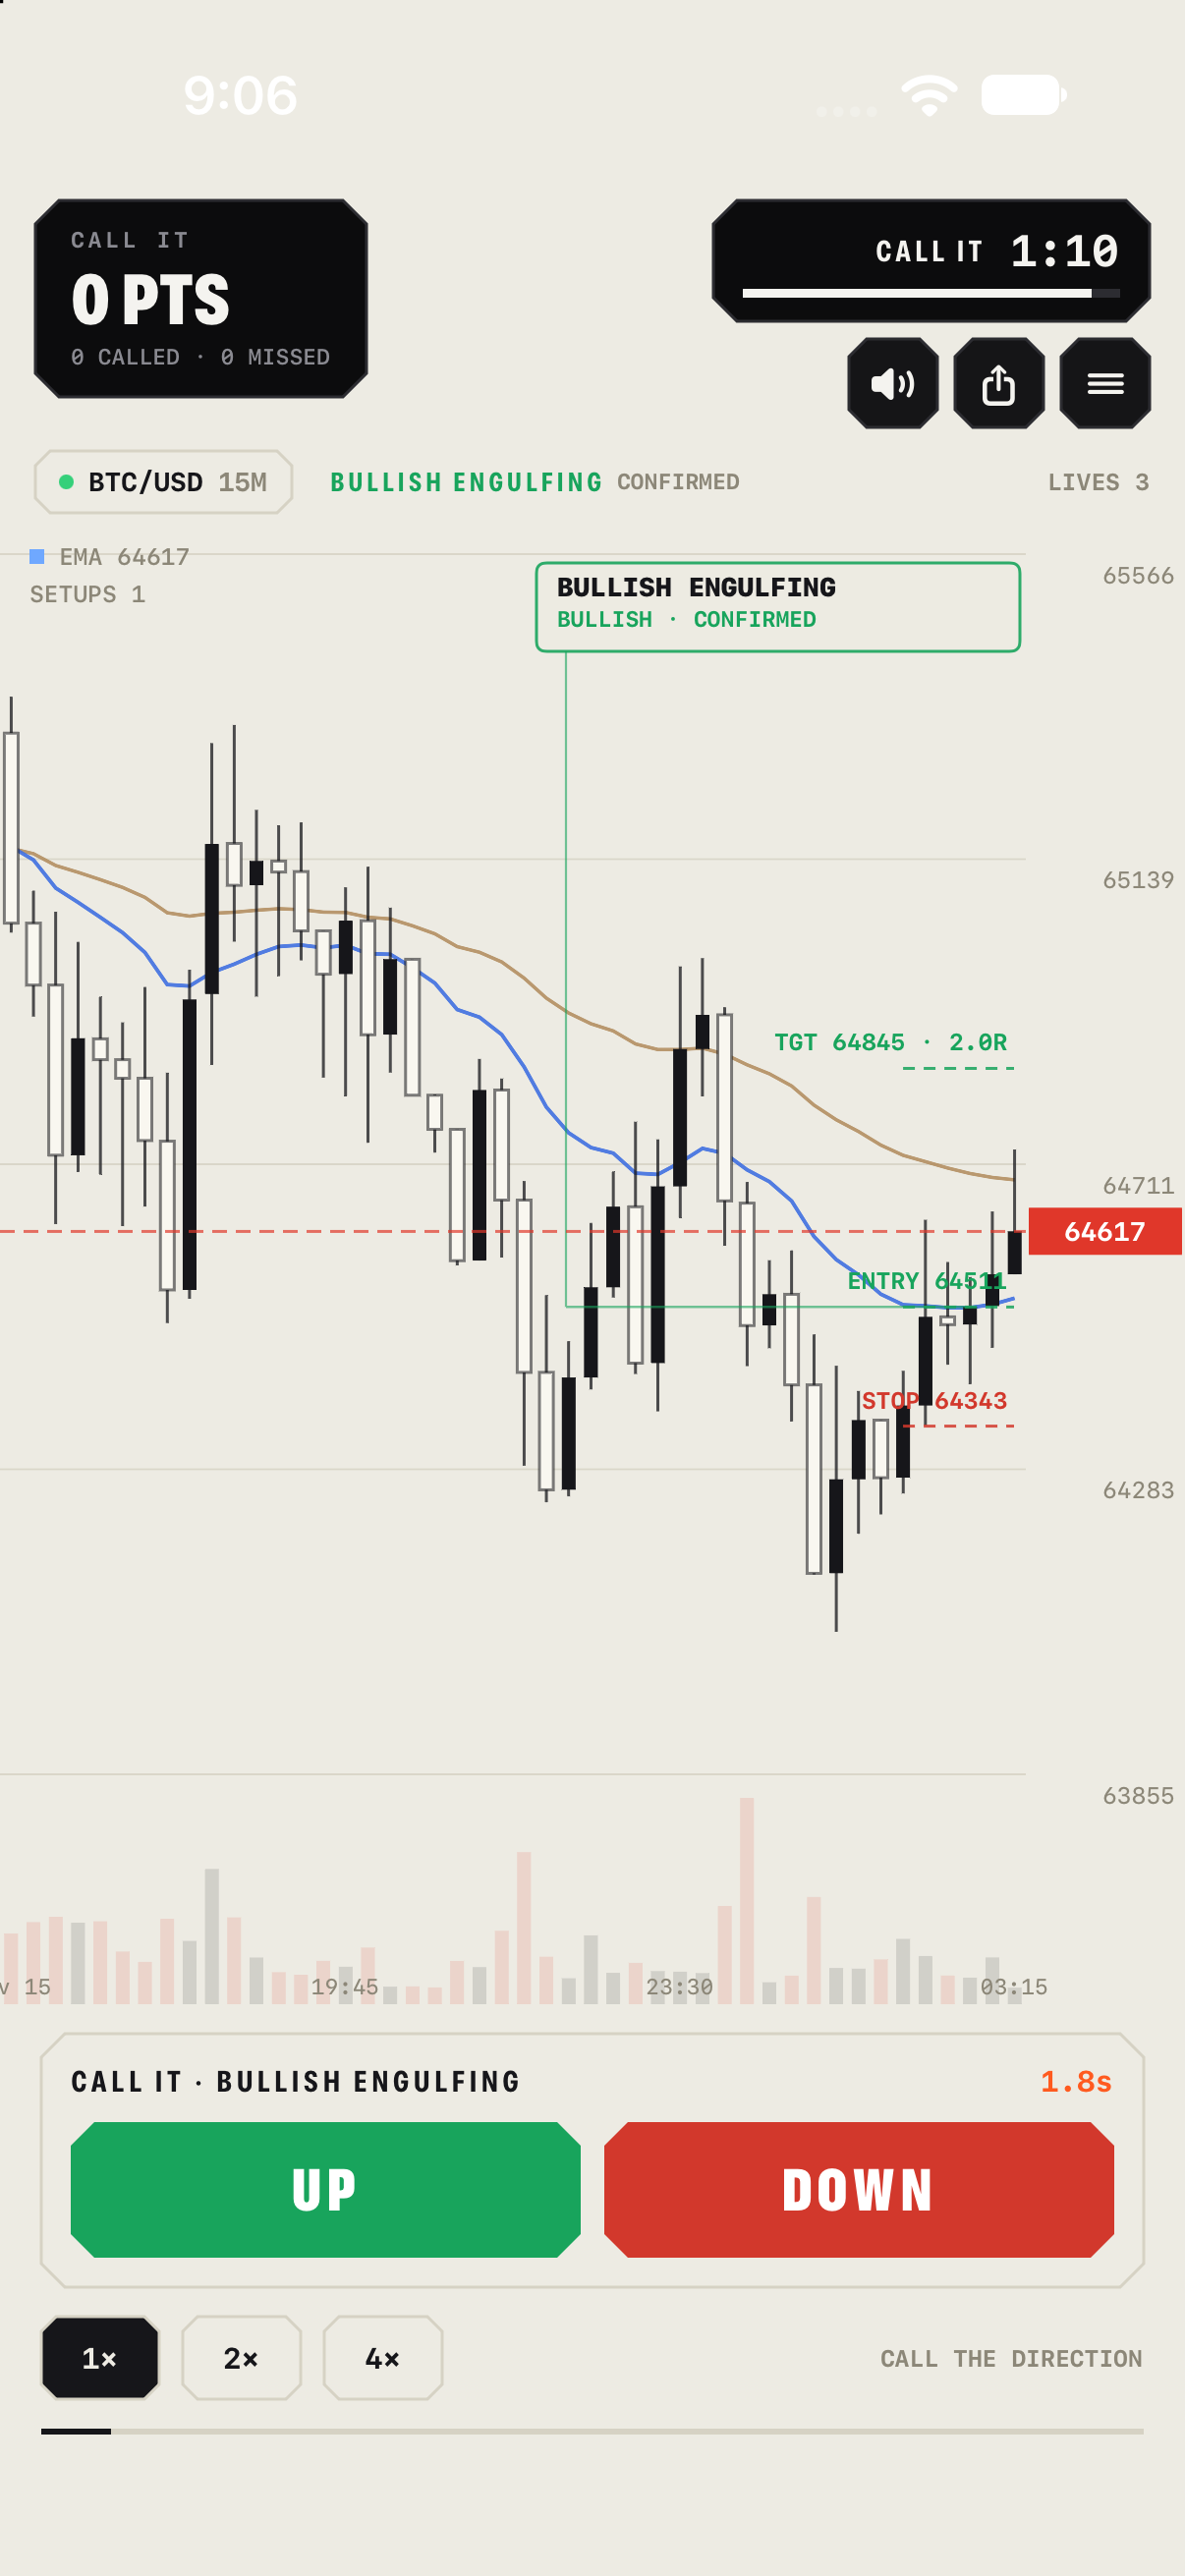 9:06
CALL IT
0 PTS
0 CALLED · 0 MISSED
CALL IT 1:10
BTC/USD 15M
BULLISH ENGULFING CONFIRMED
LIVES 3
EMA 64617
SETUPS 1
BULLISH ENGULFING
BULLISH · CONFIRMED
65566
65139
TGT 64845 · 2.0R
64711
64617
ENTRY 64511
STOP 64343
64283
63855
v 15
19:45
23:30
03:15
CALL IT · BULLISH ENGULFING
1.8s
UP
DOWN
1×
2×
4×
CALL THE DIRECTION